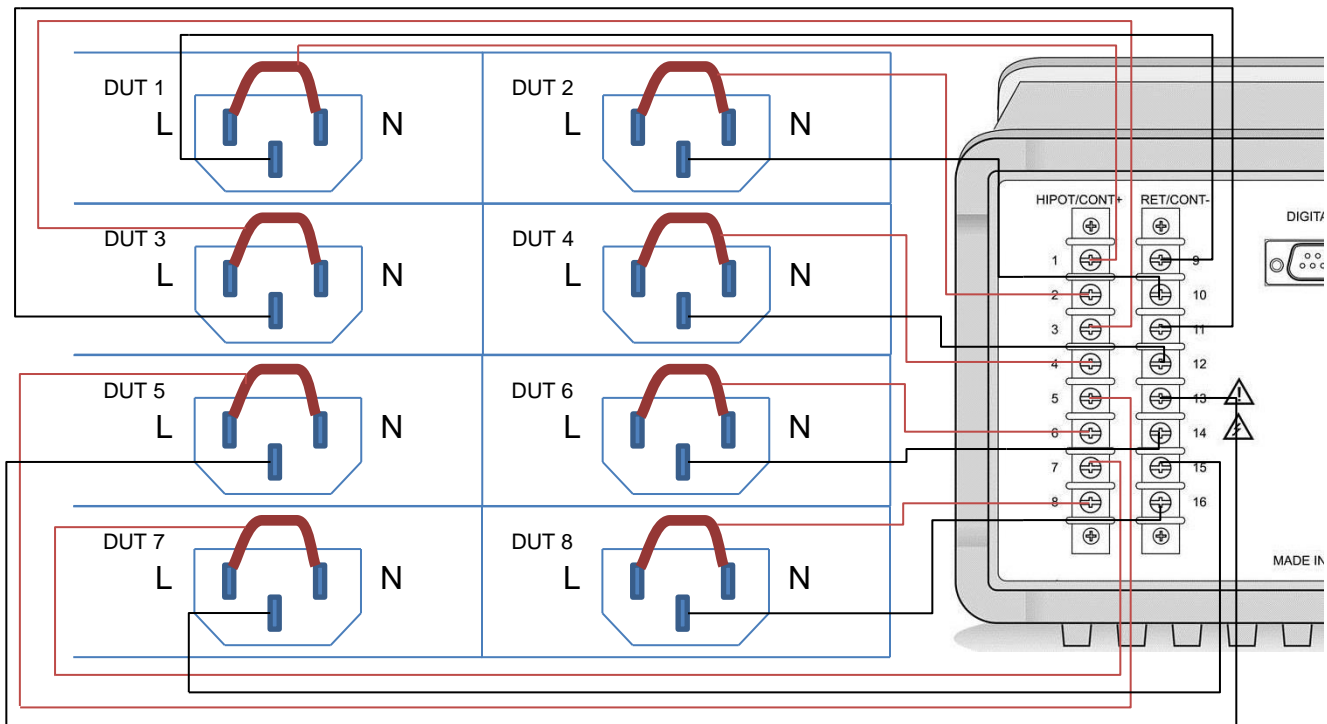 DUT 1
L
N
DUT 2
L
N
DUT 3
L
N
DUT 4
L
N
DUT 5
L
N
DUT 6
L
N
DUT 7
L
N
DUT 8
L
N
HIPOT/CONT+ RET/CONT-
1 9
2 10
3 11
4 12
5 13
6 14
7 15
8 16
DIGITA
MADE IN